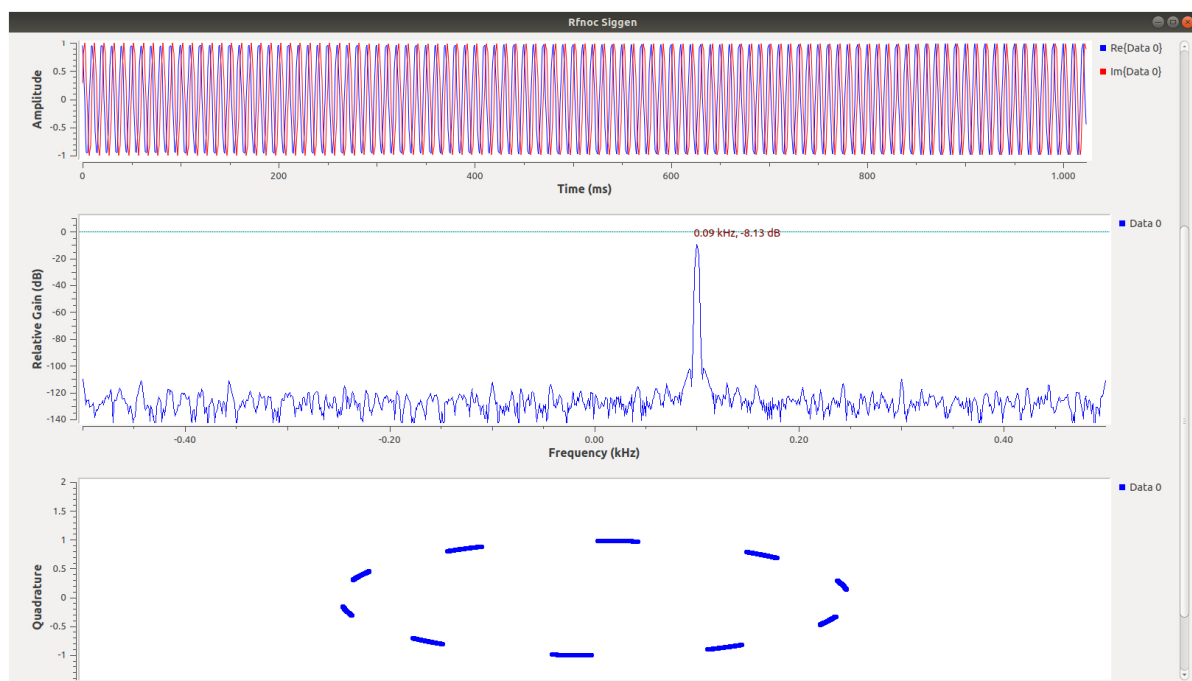 Rfnoc Siggen
Amplitude
1
0.5
0
-0.5
-1
0 200 400 600 800 1.000
Time (ms)
Re{Data 0}
Im{Data 0}
Relative Gain (dB)
0
-20
-40
-60
-80
-100
-120
-140
0.09 kHz, -8.13 dB
-0.40 -0.20 0.00 0.20 0.40
Frequency (kHz)
Data 0
Quadrature
2
1.5
1
0.5
0
-0.5
-1
Data 0